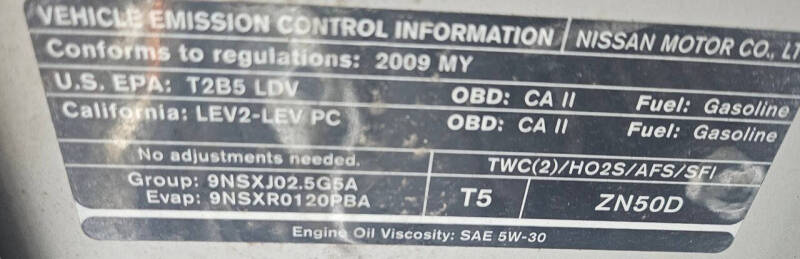 VEHICLE EMISSION CONTROL INFORMATION NISSAN MOTOR CO., LT
Conforms to regulations: 2009 MY
U.S. EPA: T2B5 LDV OBD: CA II Fuel: Gasoline
California: LEV2-LEV PC OBD: CA II Fuel: Gasoline
No adjustments needed. TWC(2)/HO2S/AFS/SFI
Group: 9NSXJ02.5G5A
Evap: 9NSXR0120PBA T5 ZN50D
Engine Oil Viscosity: SAE 5W-30